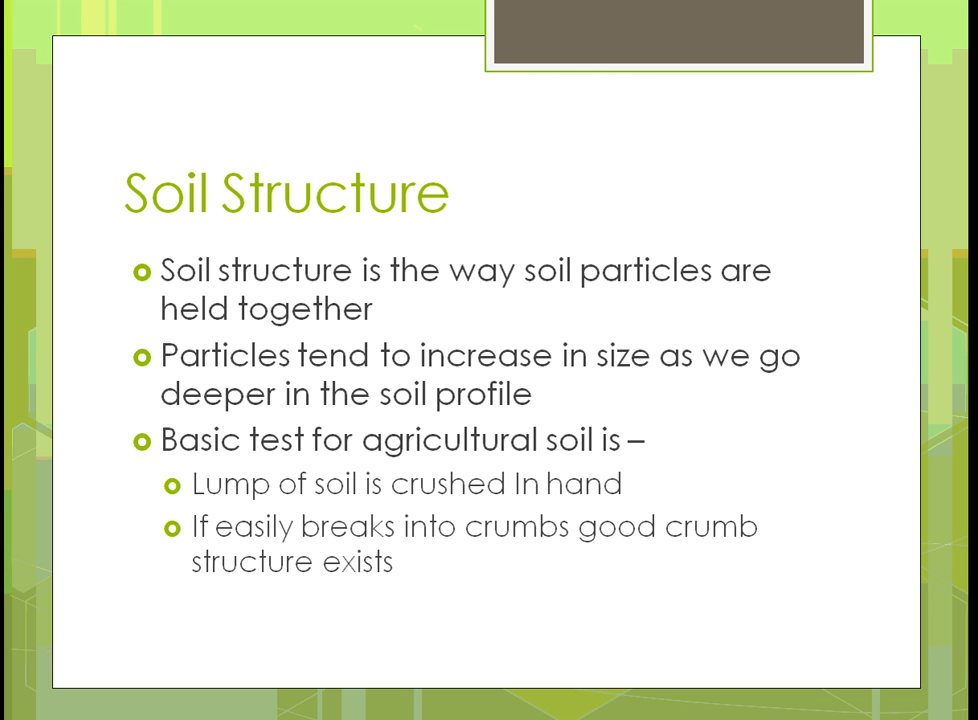 Soil Structure
Soil structure is the way soil particles are
held together
Particles tend to increase in size as we go
deeper in the soil profile
Basic test for agricultural soil is –
Lump of soil is crushed In hand
If easily breaks into crumbs good crumb
structure exists